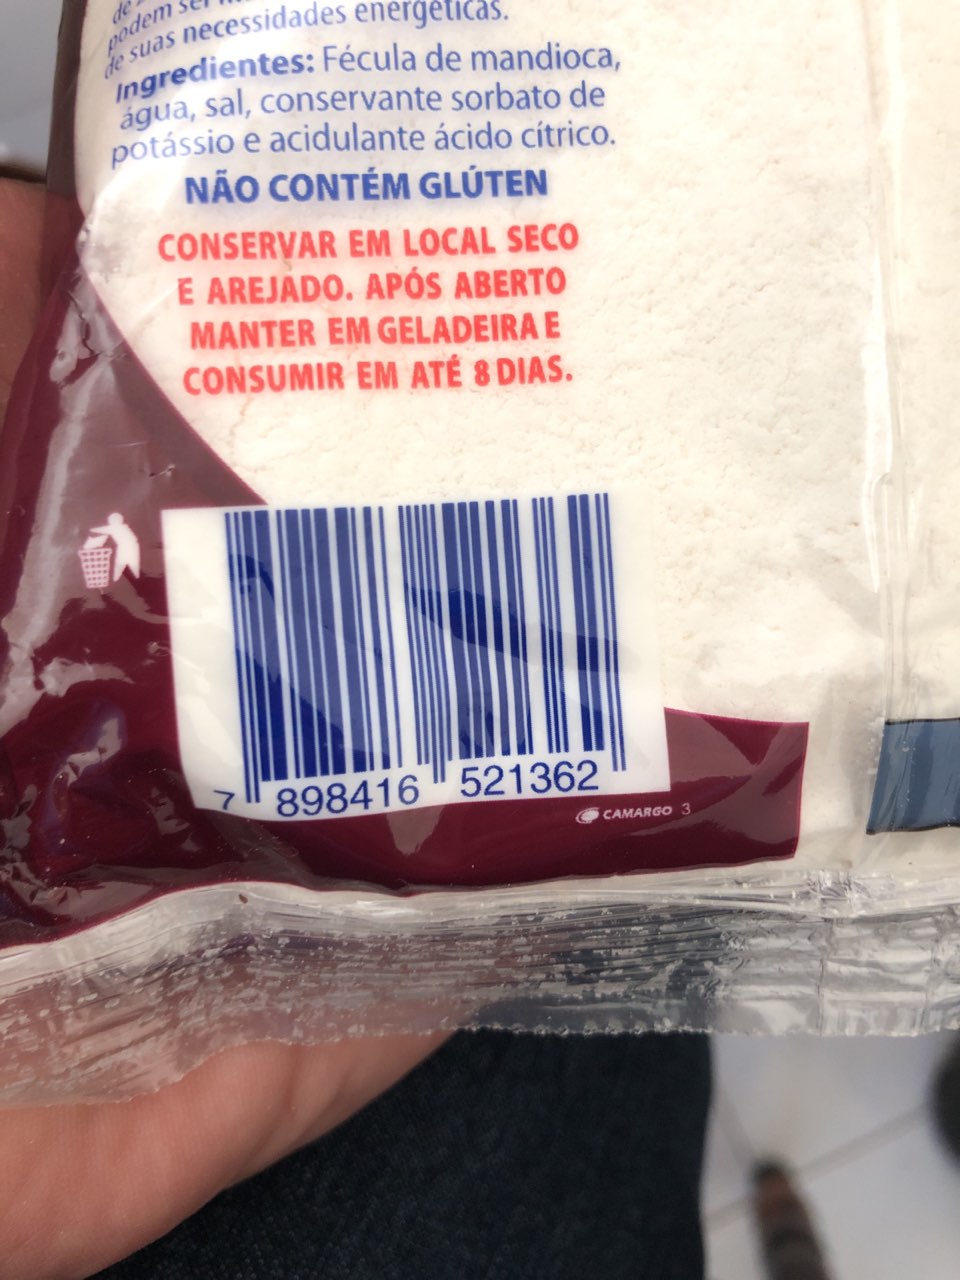 de
podem ser
de suas necessidades energéticas.
Ingredientes: Fécula de mandioca,
água, sal, conservante sorbato de
potássio e acidulante ácido cítrico.
NÃO CONTÉM GLÚTEN
CONSERVAR EM LOCAL SECO
E AREJADO. APÓS ABERTO
MANTER EM GELADEIRA E
CONSUMIR EM ATÉ 8 DIAS.
7 898416 521362
CAMARGO 3